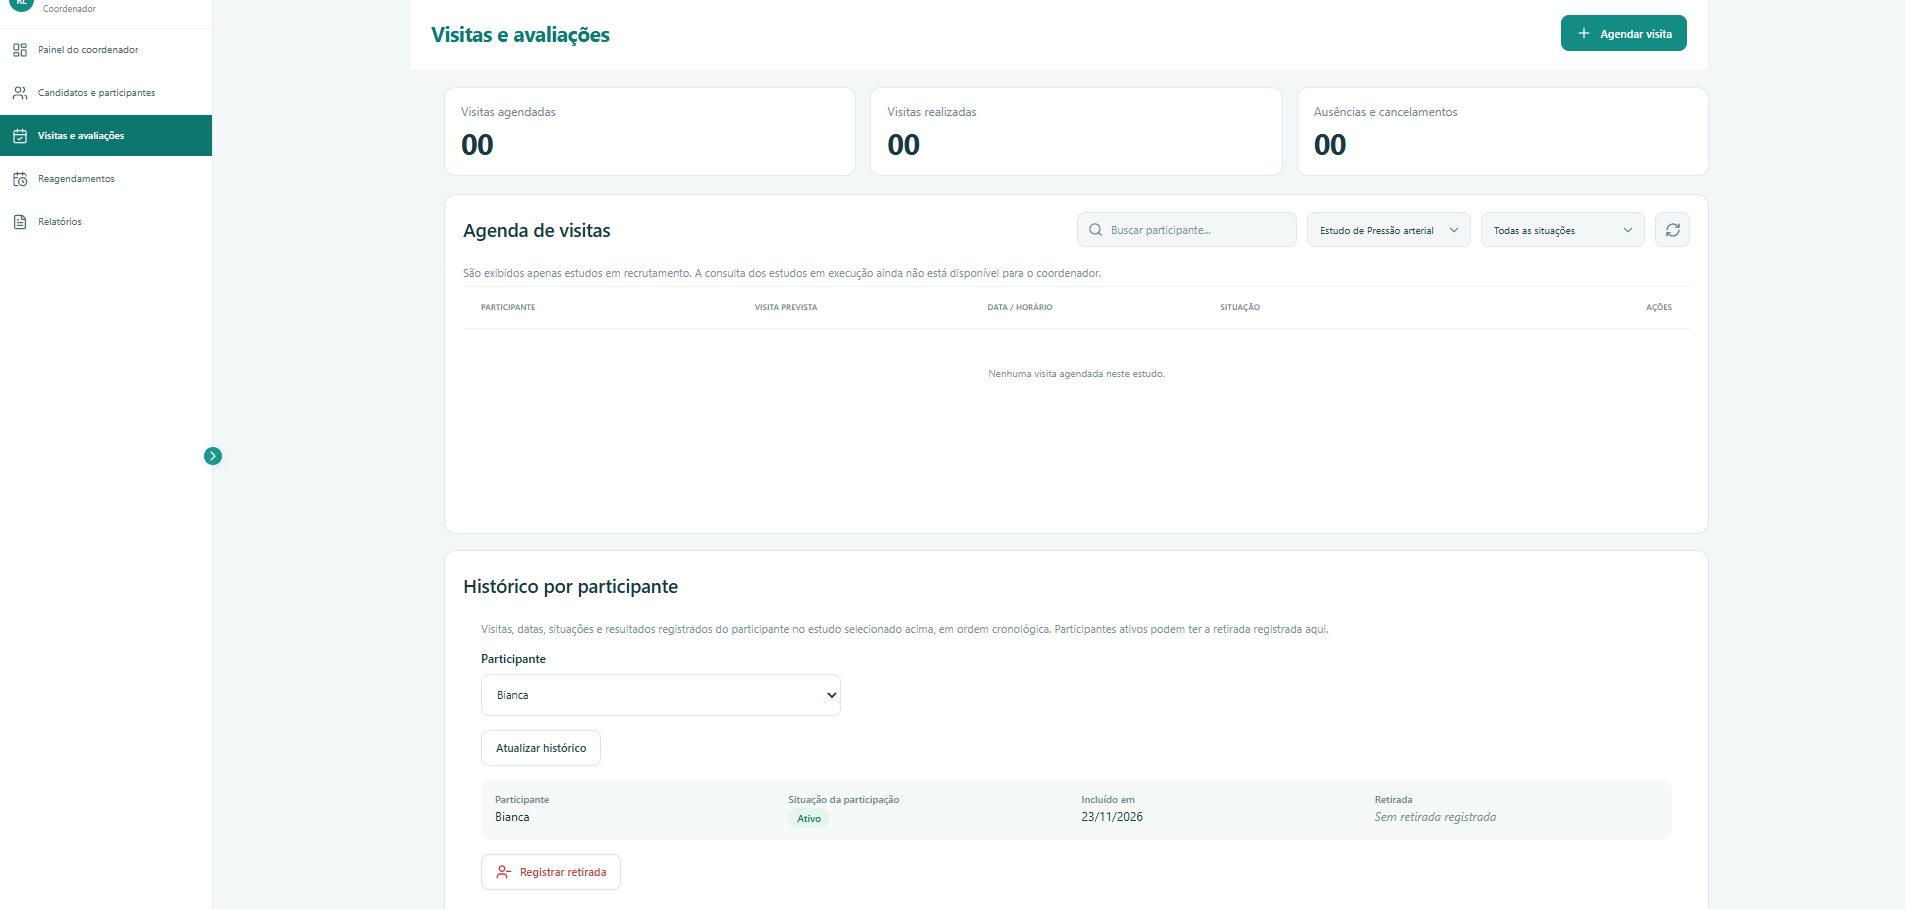 Coordenador
Painel do coordenador
Candidatos e participantes
Visitas e avaliações
Reagendamentos
Relatórios
Visitas e avaliações
Agendar visita
Visitas agendadas
00
Visitas realizadas
00
Ausências e cancelamentos
00
Agenda de visitas
Buscar participante...
Estudo de Pressão arterial
Todas as situações
São exibidos apenas estudos em recrutamento. A consulta dos estudos em execução ainda não está disponível para o coordenador.
PARTICIPANTE VISITA PREVISTA DATA / HORÁRIO SITUAÇÃO AÇÕES
Nenhuma visita agendada neste estudo.
Histórico por participante
Visitas, datas, situações e resultados registrados do participante no estudo selecionado acima, em ordem cronológica. Participantes ativos podem ter a retirada registrada aqui.
Participante
Bianca
Atualizar histórico
Participante Situação da participação Incluído em Retirada
Bianca Ativo 23/11/2026 Sem retirada registrada
Registrar retirada